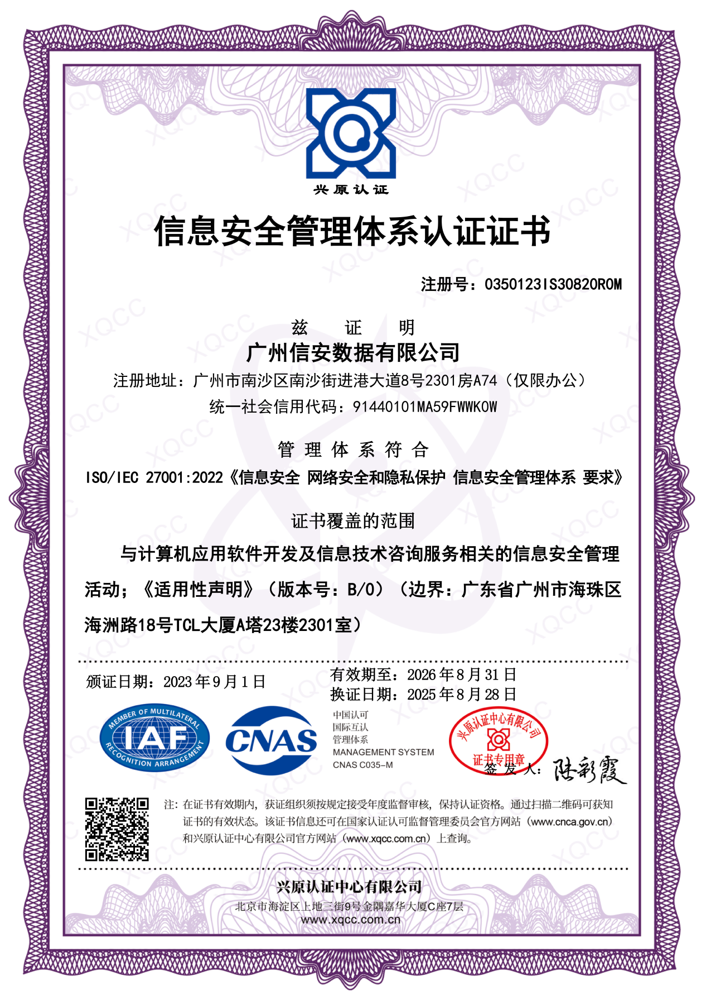 兴原认证
信息安全管理体系认证证书
注册号：0350123IS30820R0M
兹 证 明
广州信安数据有限公司
注册地址：广州市南沙区南沙街进港大道8号2301房A74（仅限办公）
统一社会信用代码：91440101MA59FWWK0W
管 理 体 系 符 合
ISO/IEC 27001:2022《信息安全 网络安全和隐私保护 信息安全管理体系 要求》
证书覆盖的范围
与计算机应用软件开发及信息技术咨询服务相关的信息安全管理
活动；《适用性声明》（版本号：B/0）（边界：广东省广州市海珠区
海洲路18号TCL大厦A塔23楼2301室）
颁证日期：2023年9月1日
有效期至：2026年8月31日
换证日期：2025年8月28日
MEMBER OF MULTILATERAL
IAF
RECOGNITION ARRANGEMENT
CNAS
中国认可
国际互认
管理体系
MANAGEMENT SYSTEM
CNAS C035-M
兴原认证中心有限公司
证书专用章
签 发 人：陆彩霞
注：在证书有效期内，获证组织须按规定接受年度监督审核，保持认证资格。通过扫描二维码可获知
证书的有效状态。该证书信息还可在国家认证认可监督管理委员会官方网站（www.cnca.gov.cn）
和兴原认证中心有限公司官方网站（www.xqcc.com.cn）上查询。
兴原认证中心有限公司
北京市海淀区上地三街9号金隅嘉华大厦C座7层
www.xqcc.com.cn